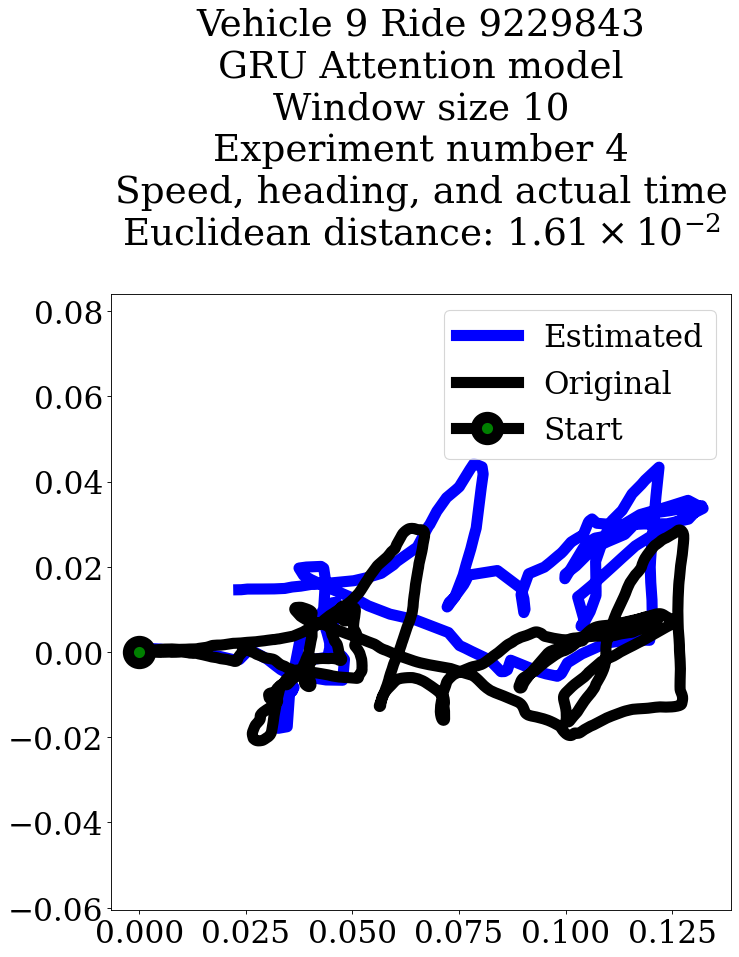 Vehicle 9 Ride 9229843
GRU Attention model
Window size 10
Experiment number 4
Speed, heading, and actual time
Euclidean distance: 1.61 × 10⁻²
Estimated
Original
Start
0.08
0.06
0.04
0.02
0.00
−0.02
−0.04
−0.06
0.000 0.025 0.050 0.075 0.100 0.125